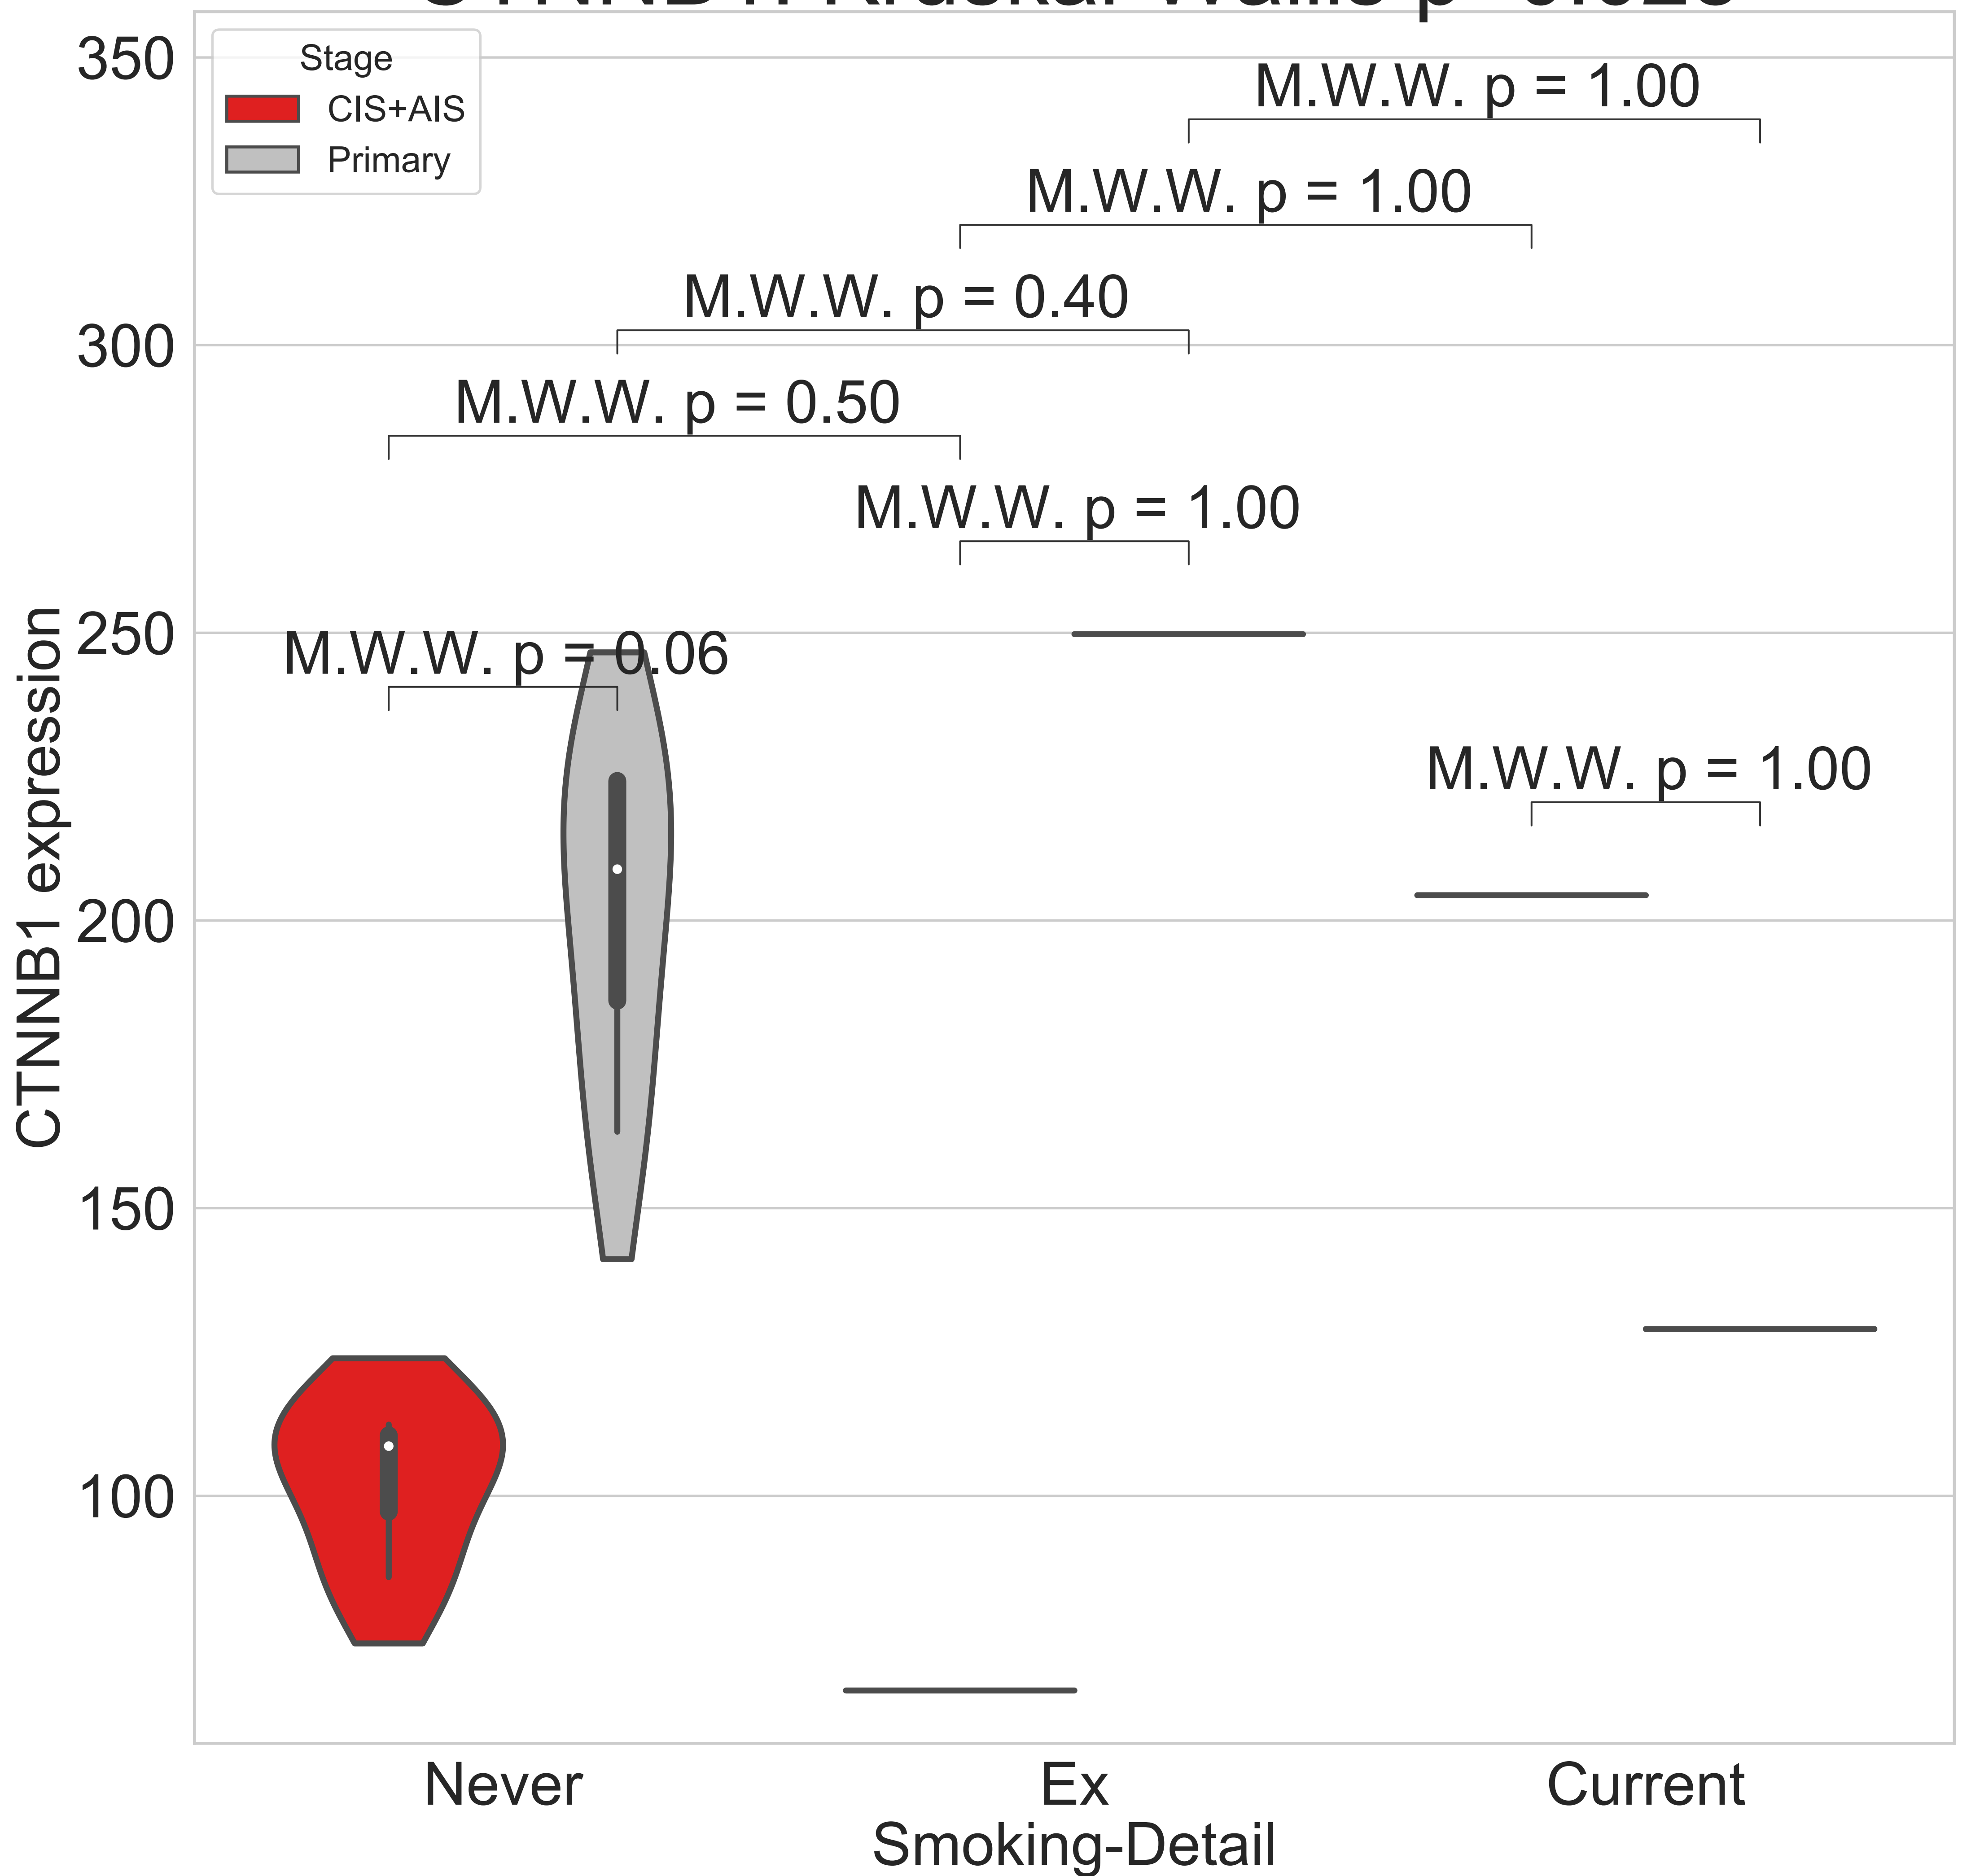 Stage
CIS+AIS
Primary
M.W.W. p = 1.00
M.W.W. p = 1.00
M.W.W. p = 0.40
M.W.W. p = 0.50
M.W.W. p = 1.00
M.W.W. p = 0.06
M.W.W. p = 1.00
350
300
250
200
150
100
CTNNB1 expression
Never
Ex
Current
Smoking-Detail